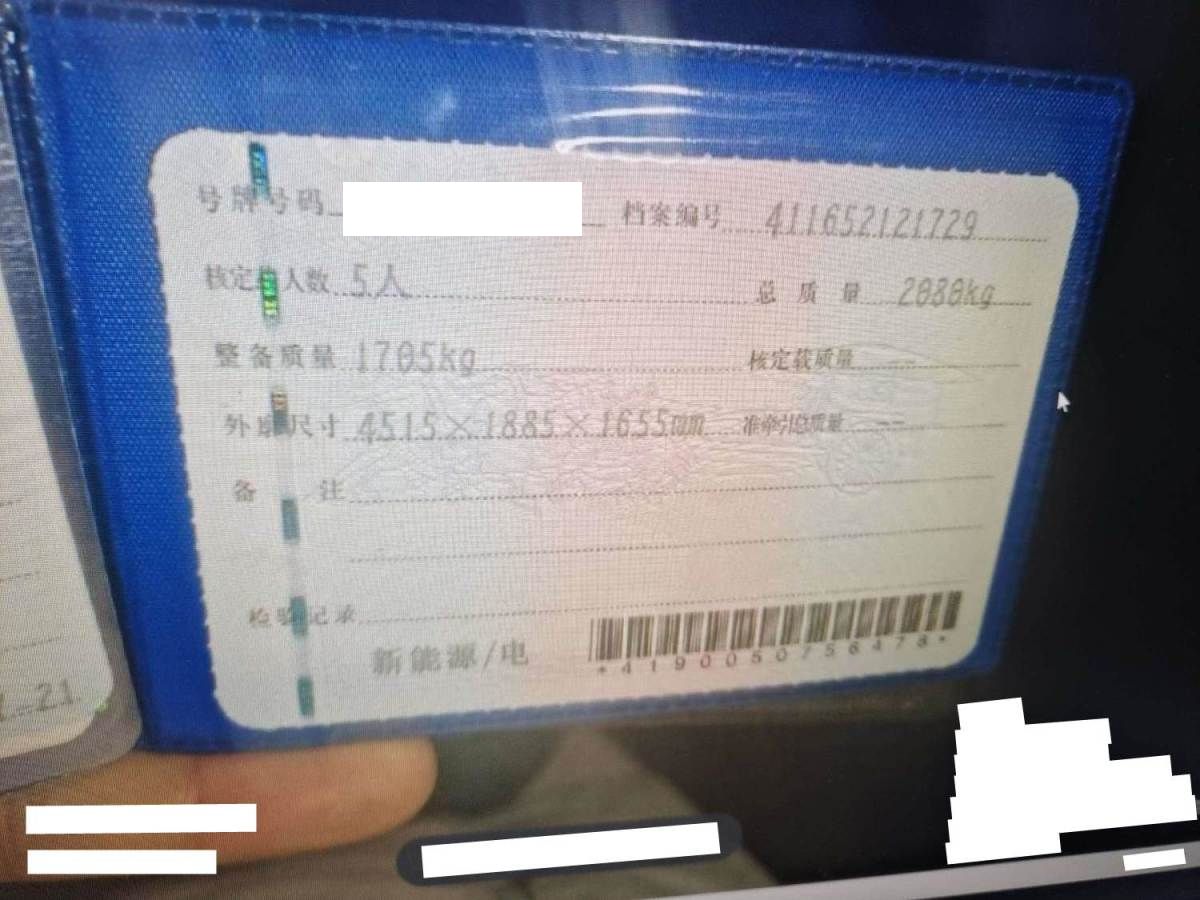 号牌号码 档案编号 411652121729
核定载人数 5人 总质量 2080kg
整备质量 1705kg 核定载质量 --
外廓尺寸 4515×1885×1655mm 准牵引总质量 --
备注
检验记录
新能源/电
*4190050756478*
21